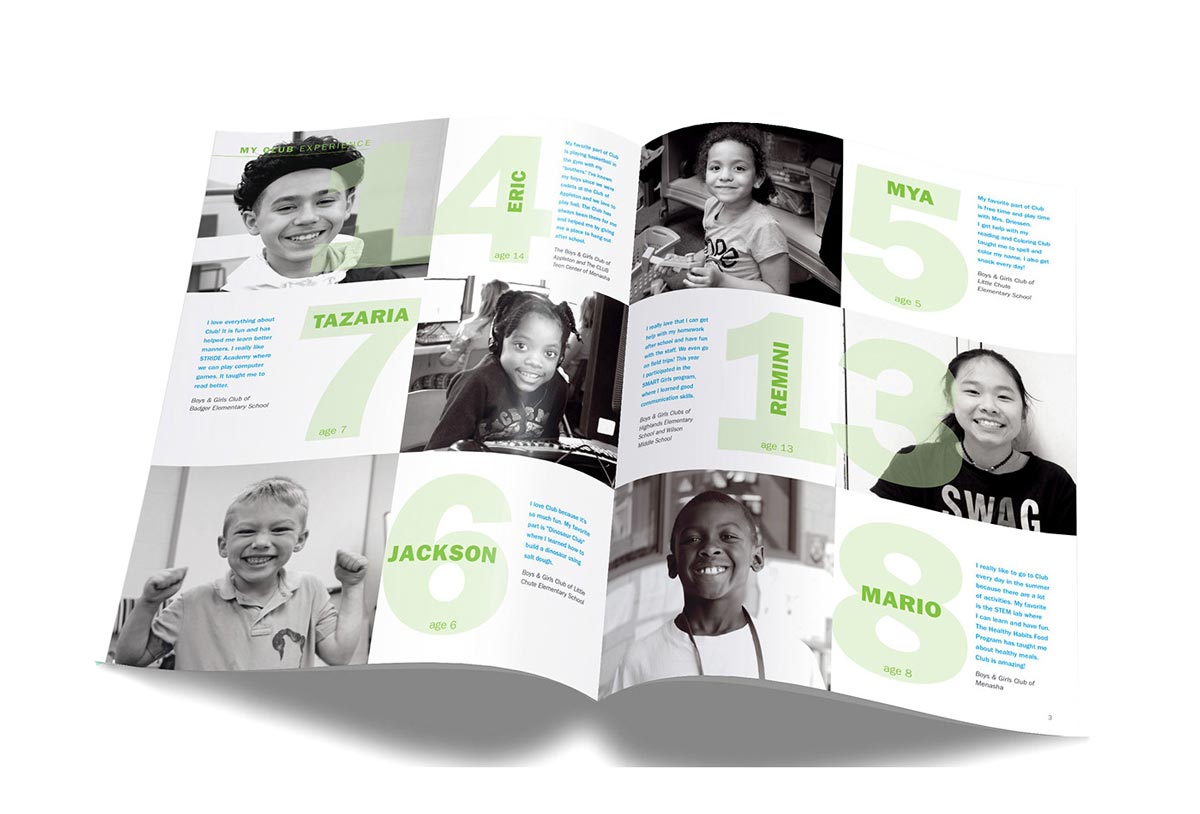 MY CLUB EXPERIENCE
14
ERIC
age 14
My favorite part of Club
is playing basketball in
the gym with my
"brothers." I've known
my boys since we were
cadets at the Club of
Appleton and we love to
play ball. The Club has
always been there for me
and helped me by giving
me a place to hang out
after school.
The Boys & Girls Club of
Appleton and The CLUB
Teen Center of Menasha
I love everything about
Club! It is fun and has
helped me learn better
manners. I really like
STRIDE Academy where
we can play computer
games. It taught me to
read better.
Boys & Girls Club of
Badger Elementary School
7
TAZARIA
age 7
6
JACKSON
age 6
I love Club because it's
so much fun. My favorite
part is "Dinosaur Club"
where I learned how to
build a dinosaur using
salt dough.
Boys & Girls Club of Little
Chute Elementary School
5
MYA
age 5
My favorite part of Club
is free time and play time
with Mrs. Driessen.
I got help with my
reading and Coloring Club
taught me to spell and
color my name. I also get
snack every day!
Boys & Girls Club of
Little Chute
Elementary School
I really love that I can get
help with my homework
after school and have fun
with the staff. We even go
on field trips! This year
I participated in the
SMART Girls program,
where I learned good
communication skills.
Boys & Girls Clubs of
Highlands Elementary
School and Wilson
Middle School
13
REMINI
age 13
SWAG
8
MARIO
age 8
I really like to go to Club
every day in the summer
because there are a lot
of activities. My favorite
is the STEM lab where
I can learn and have fun.
The Healthy Habits Food
Program has taught me
about healthy meals.
Club is amazing!
Boys & Girls Club of
Menasha
3